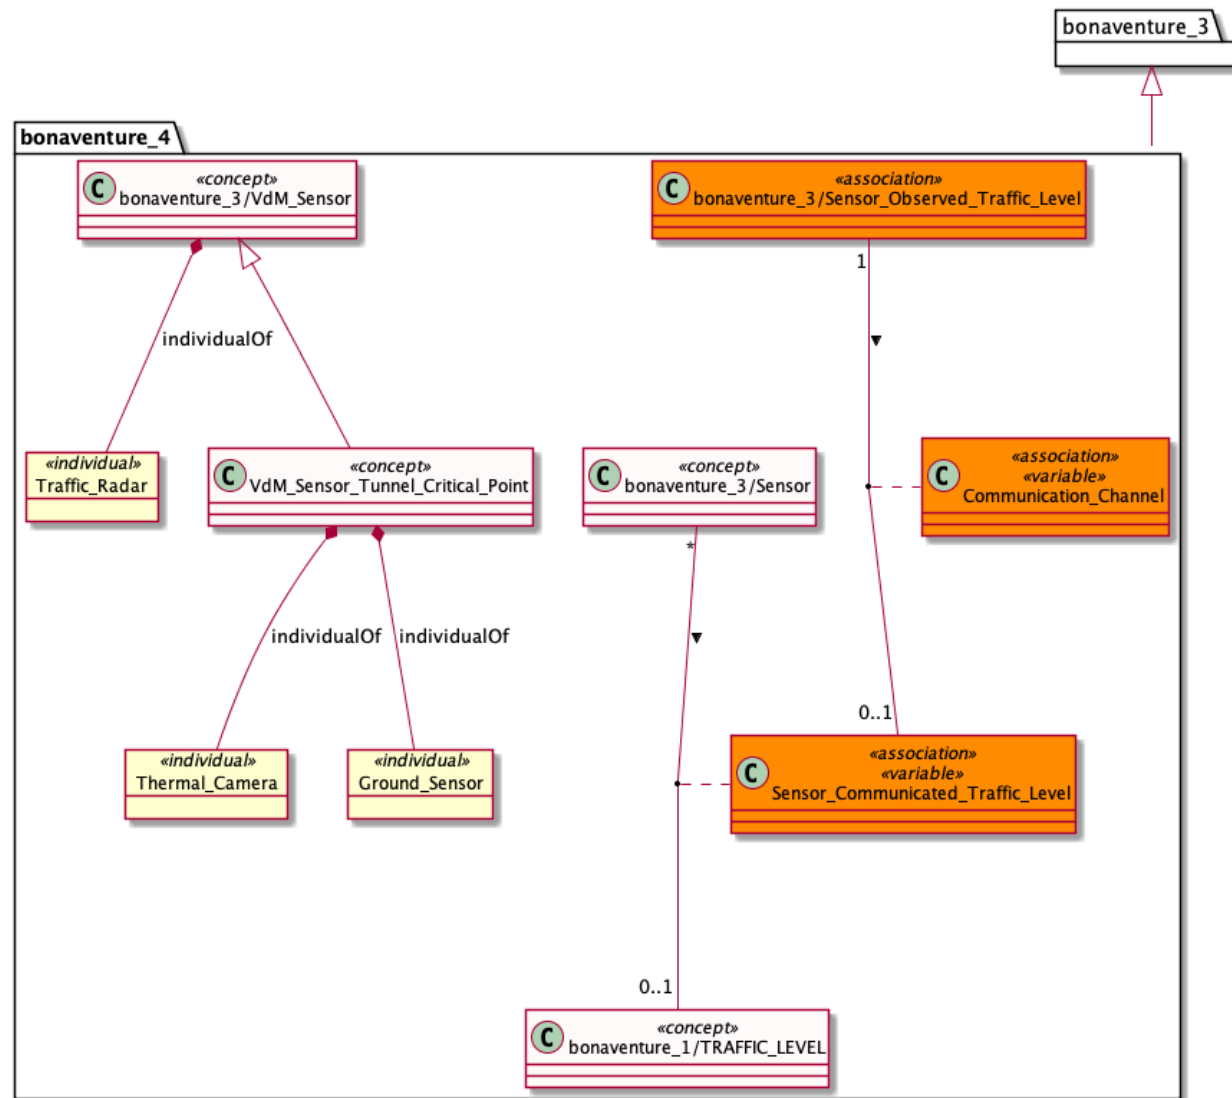 bonaventure_3
bonaventure_4
«concept»
C bonaventure_3/VdM_Sensor
«association»
C bonaventure_3/Sensor_Observed_Traffic_Level
1
individualOf
«individual»
Traffic_Radar
«concept»
C VdM_Sensor_Tunnel_Critical_Point
«concept»
C bonaventure_3/Sensor
«association»
«variable»
C Communication_Channel
*
individualOf
individualOf
0..1
«individual»
Thermal_Camera
«individual»
Ground_Sensor
«association»
«variable»
C Sensor_Communicated_Traffic_Level
0..1
«concept»
C bonaventure_1/TRAFFIC_LEVEL